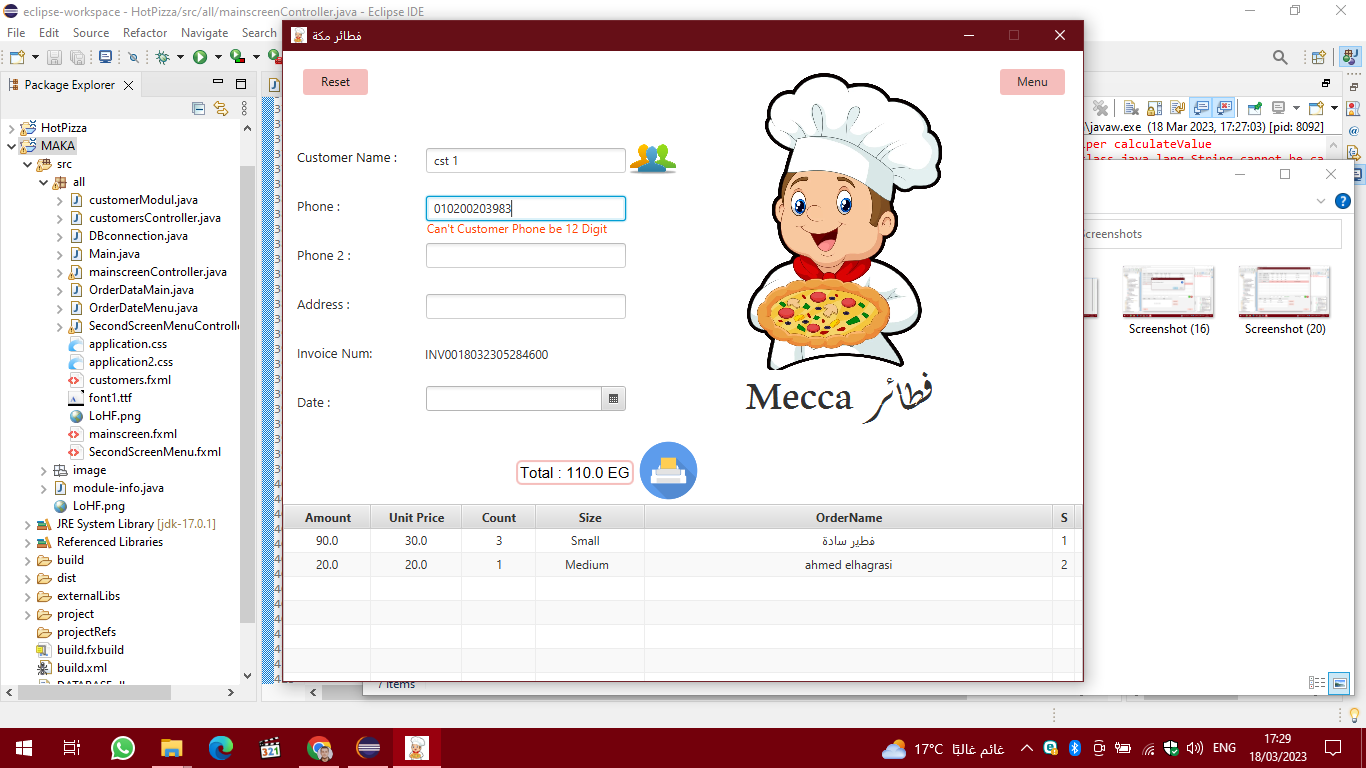 eclipse-workspace - HotPizza/src/all/mainscreenController.java - Eclipse IDE
File Edit Source Refactor Navigate Search
Package Explorer
HotPizza
MAKA
src
all
customerModul.java
customersController.java
DBconnection.java
Main.java
mainscreenController.java
OrderDataMain.java
OrderDateMenu.java
SecondScreenMenuControlle
application.css
application2.css
customers.fxml
font1.ttf
LoHF.png
mainscreen.fxml
SecondScreenMenu.fxml
image
module-info.java
LoHF.png
JRE System Library [jdk-17.0.1]
Referenced Libraries
build
dist
externalLibs
project
projectRefs
build.fxbuild
build.xml
فطائر مكة
Reset
Menu
Customer Name : cst 1
Phone : 010200203983
Can't Customer Phone be 12 Digit
Phone 2 :
Address :
Invoice Num: INV0018032305284600
Date :
Mecca فطائر
Total : 110.0 EG
Amount Unit Price Count Size OrderName S
90.0 30.0 3 Small فطير سادة 1
20.0 20.0 1 Medium ahmed elhagrasi 2
\javaw.exe (18 Mar 2023, 17:27:03) [pid: 8092]
per calculateValue
class java.lang.String cannot be ca
Screenshots
Screenshot (16)
Screenshot (20)
7 items
17°C غائم غالبًا
ENG
17:29
18/03/2023